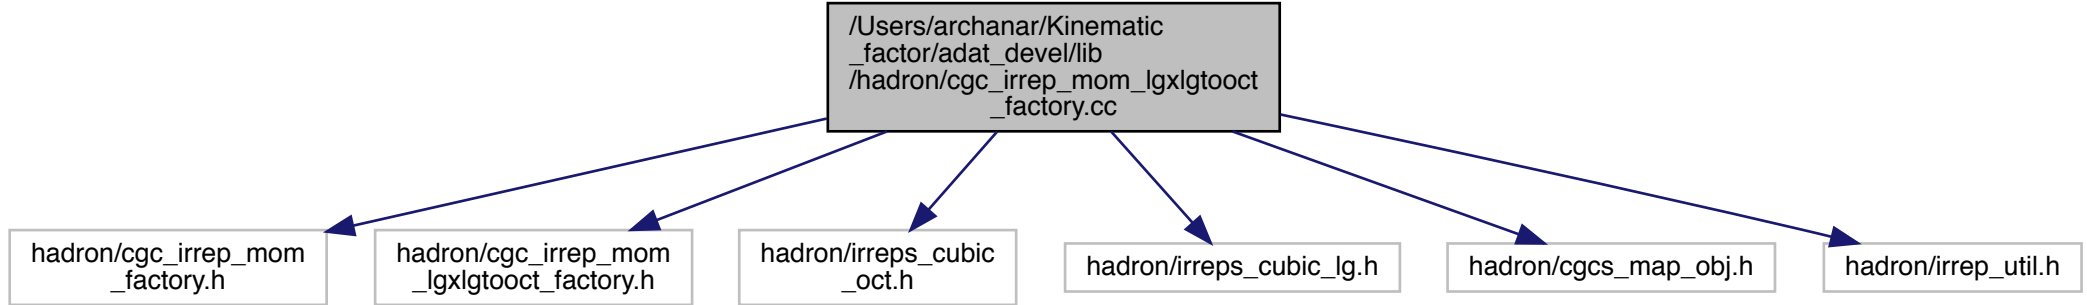 /Users/archanar/Kinematic
_factor/adat_devel/lib
/hadron/cgc_irrep_mom_lgxlgtooct
_factory.cc
hadron/cgc_irrep_mom
_factory.h
hadron/cgc_irrep_mom
_lgxlgtooct_factory.h
hadron/irreps_cubic
_oct.h
hadron/irreps_cubic_lg.h
hadron/cgcs_map_obj.h
hadron/irrep_util.h